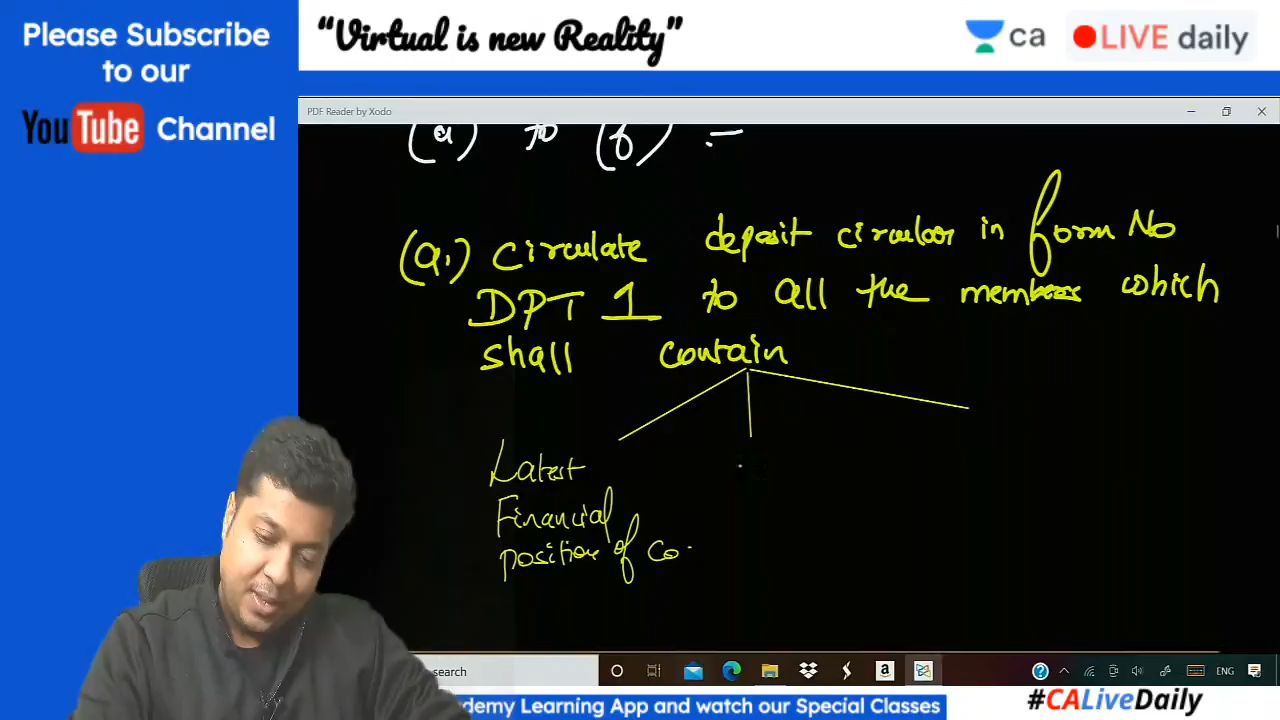 Please Subscribe
to our
YouTube Channel
“Virtual is new Reality”
ca
LIVE daily
PDF Reader by Xodo
(a) to (f) :-
(a.) circulate deposit circular in form No
DPT 1 to all the members which
shall contain
Latest
Financial
position of Co.
search
ENG
ademy Learning App and watch our Special Classes
#CALiveDaily